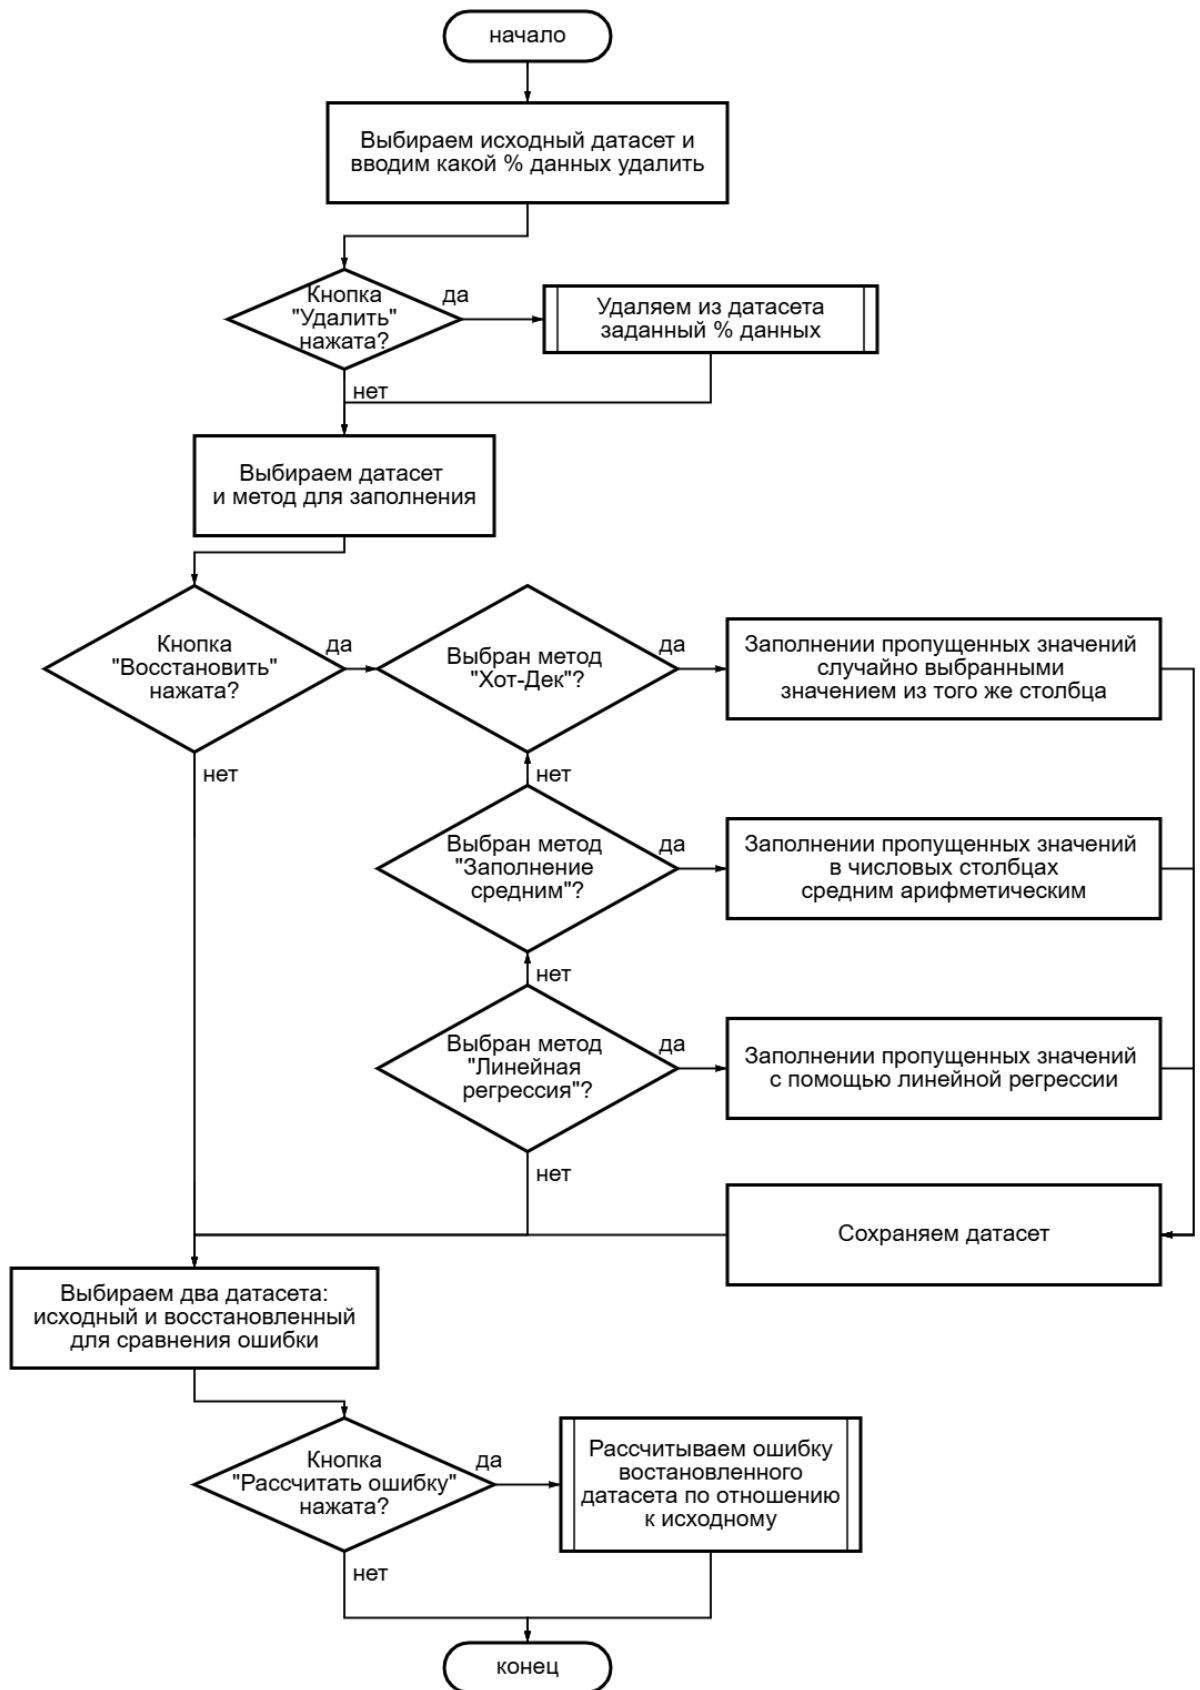 начало
Выбираем исходный датасет и
вводим какой % данных удалить
Кнопка
"Удалить"
нажата?
да
Удаляем из датасета
заданный % данных
нет
Выбираем датасет
и метод для заполнения
Кнопка
"Восстановить"
нажата?
да
Выбран метод
"Хот-Дек"?
да
Заполнении пропущенных значений
случайно выбранными
значением из того же столбца
нет
нет
Выбран метод
"Заполнение
средним"?
да
Заполнении пропущенных значений
в числовых столбцах
средним арифметическим
нет
Выбран метод
"Линейная
регрессия"?
да
Заполнении пропущенных значений
с помощью линейной регрессии
нет
Сохраняем датасет
Выбираем два датасета:
исходный и восстановленный
для сравнения ошибки
Кнопка
"Рассчитать ошибку"
нажата?
да
Рассчитываем ошибку
востановленного
датасета по отношению
к исходному
нет
конец